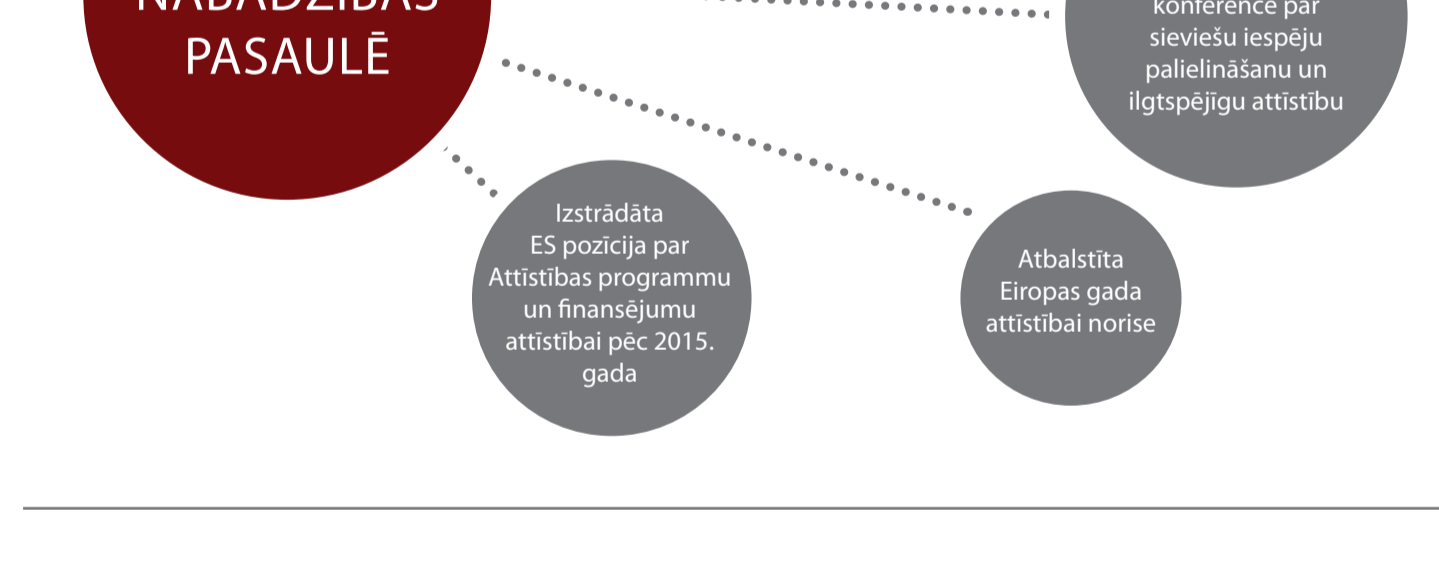 NABADZĪBAS
PASAULĒ
konference par
sieviešu iespēju
palielināšanu un
ilgtspējīgu attīstību
Izstrādāta
ES pozīcija par
Attīstības programmu
un finansējumu
attīstībai pēc 2015.
gada
Atbalstīta
Eiropas gada
attīstībai norise